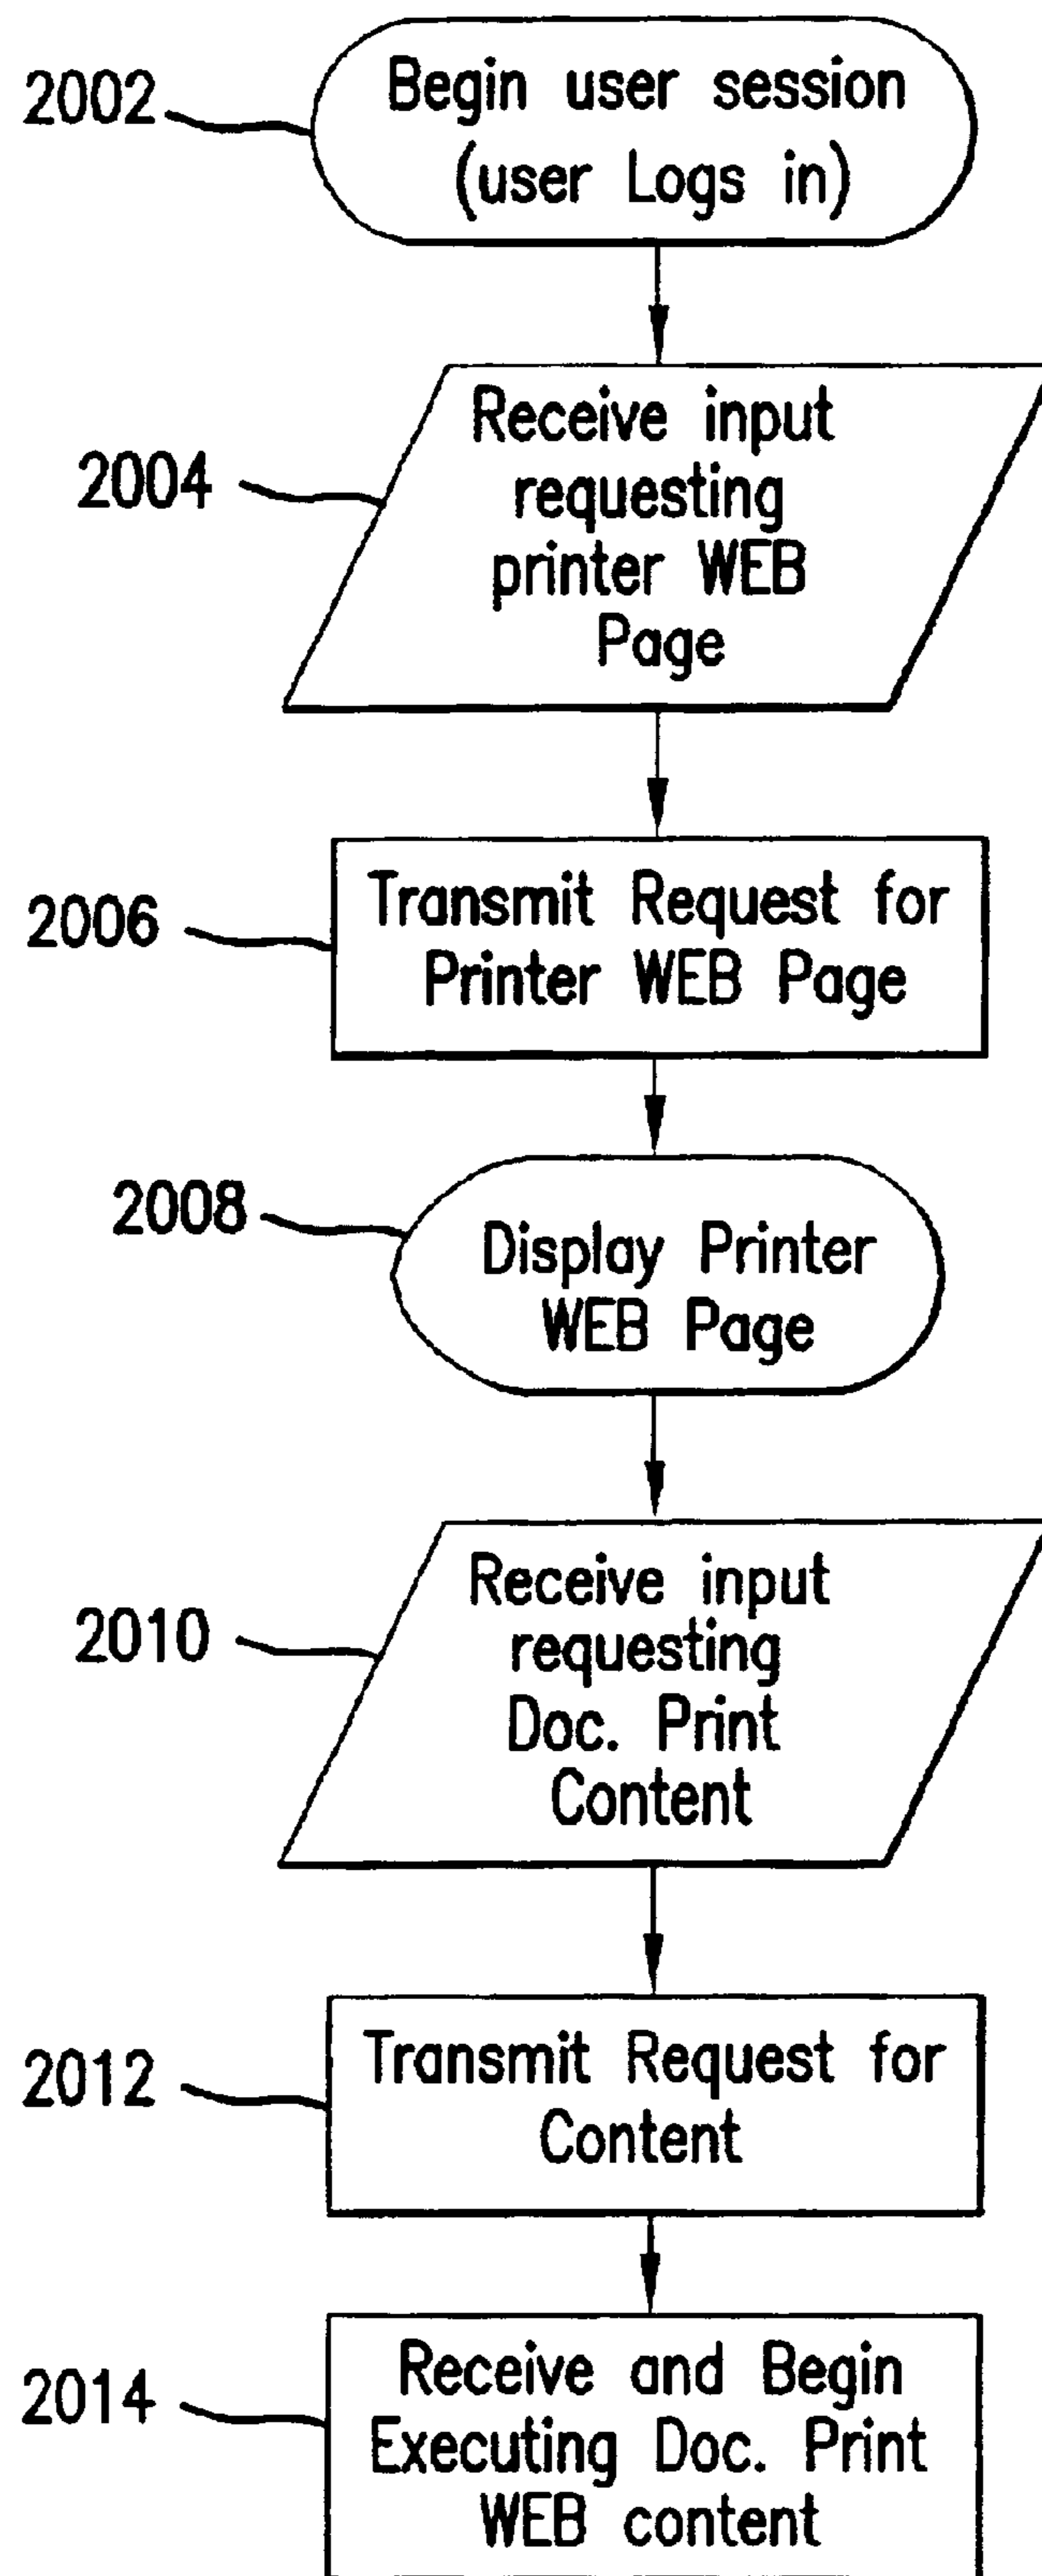 2002
Begin user session
(user Logs in)
2004
Receive input
requesting
printer WEB
Page
2006
Transmit Request for
Printer WEB Page
2008
Display Printer
WEB Page
2010
Receive input
requesting
Doc. Print
Content
2012
Transmit Request for
Content
2014
Receive and Begin
Executing Doc. Print
WEB content